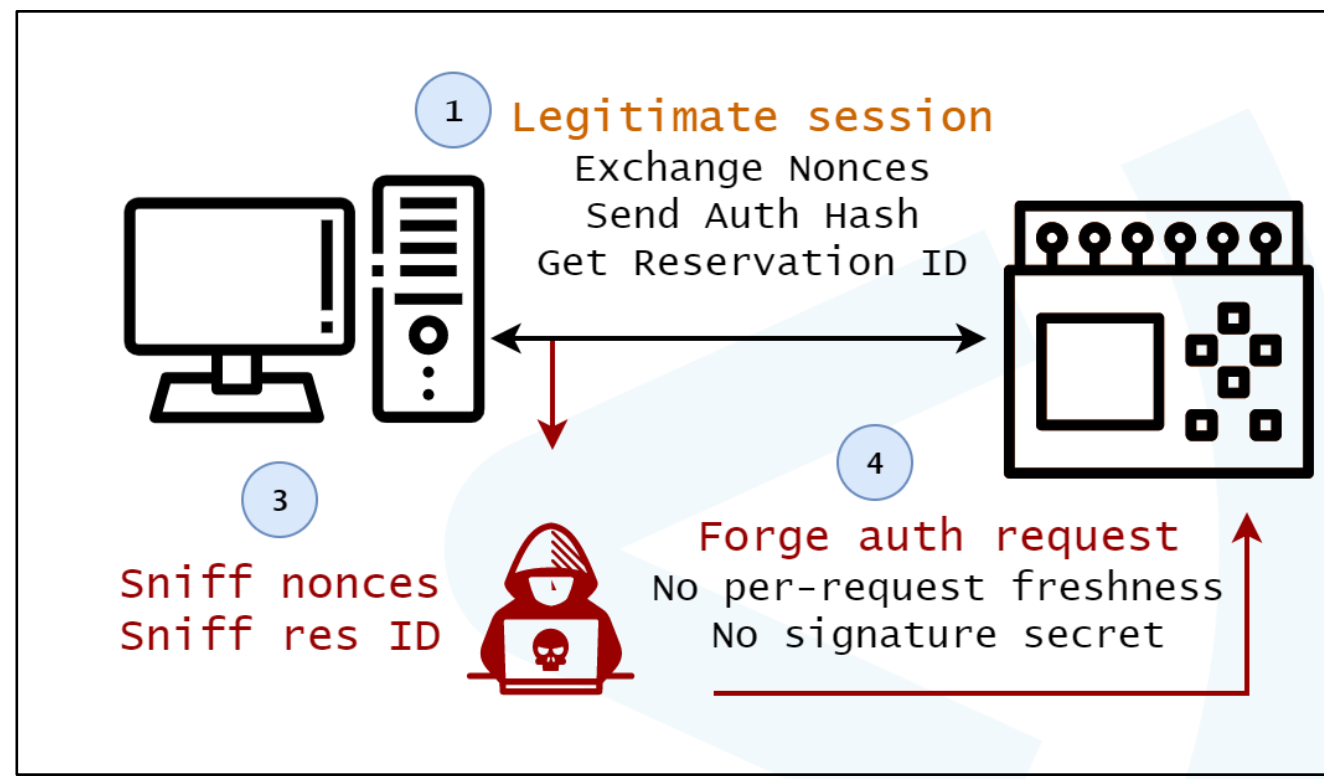 1
Legitimate session
Exchange Nonces
Send Auth Hash
Get Reservation ID
3
Sniff nonces
Sniff res ID
4
Forge auth request
No per-request freshness
No signature secret